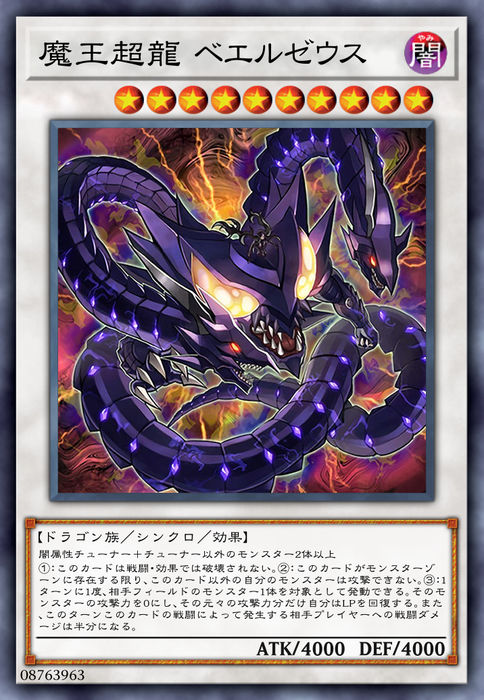 魔王超龍 ベエルゼウス
やみ
闇
【ドラゴン族／シンクロ／効果】
闇属性チューナー＋チューナー以外のモンスター2体以上
①：このカードは戦闘・効果では破壊されない。②：このカードがモンスターゾ
ーンに存在する限り、このカード以外の自分のモンスターは攻撃できない。③：1
ターンに1度、相手フィールドのモンスター1体を対象として発動できる。そのモ
ンスターの攻撃力を0にし、その元々の攻撃力分だけ自分はLPを回復する。また
、このターンこのカードの戦闘によって発生する相手プレイヤーへの戦闘ダメ
ージは半分になる。
ATK/4000 DEF/4000
08763963